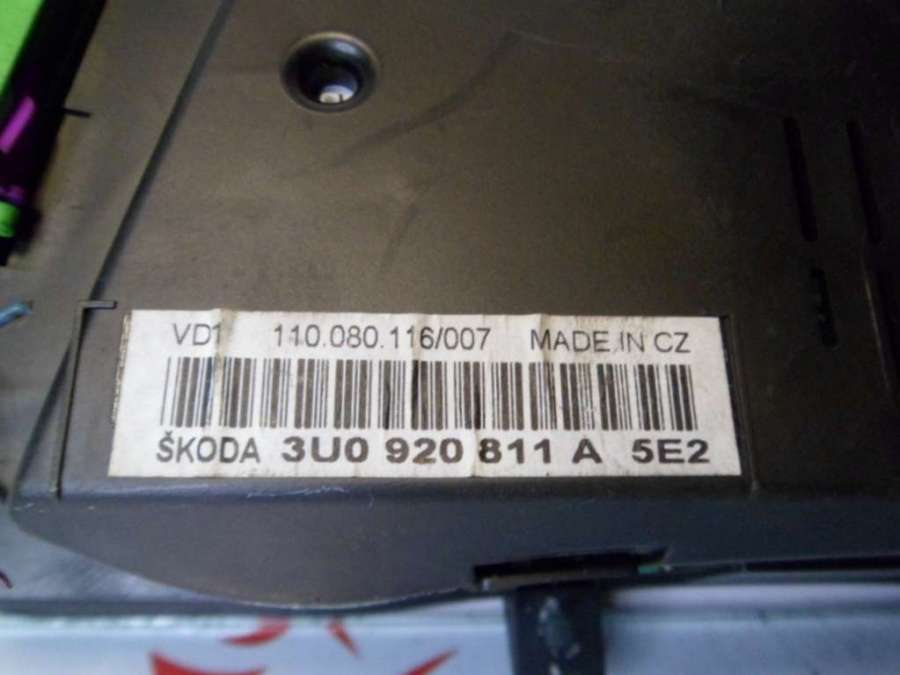 VD1 110.080.116/007 MADE IN CZ
ŠKODA 3U0 920 811 A 5E2